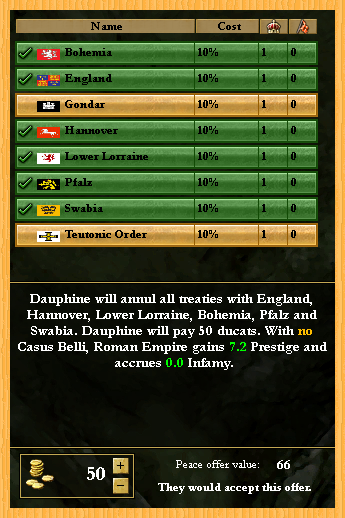 Name Cost
Bohemia 10% 1 0
England 10% 1 0
Gondar 10% 1 0
Hannover 10% 1 0
Lower Lorraine 10% 1 0
Pfalz 10% 1 0
Swabia 10% 1 0
Teutonic Order 10% 1 0
Dauphine will annul all treaties with England,
Hannover, Lower Lorraine, Bohemia, Pfalz and
Swabia. Dauphine will pay 50 ducats. With no
Casus Belli, Roman Empire gains 7.2 Prestige and
accrues 0.0 Infamy.
50 + −
Peace offer value: 66
They would accept this offer.